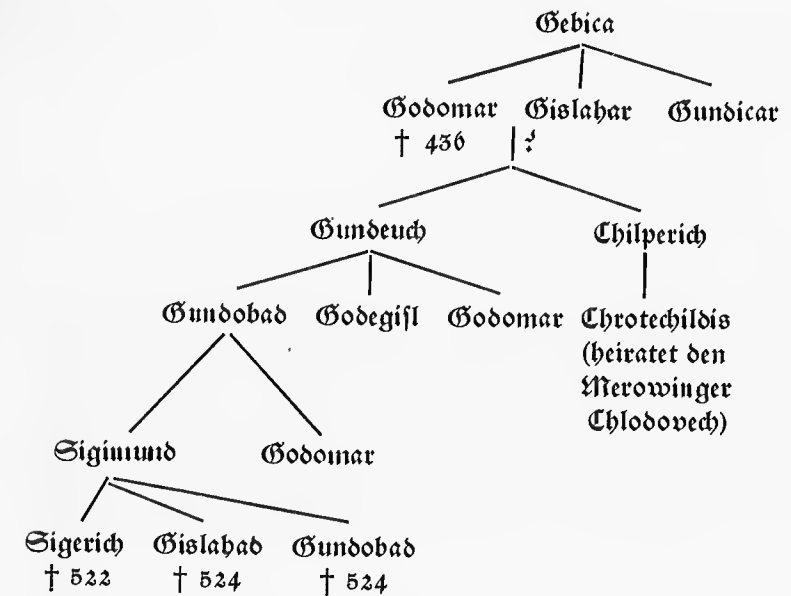 Gebica
Godomar Gislahar Gundicar
† 436 ?
Gundeuch Chilperich
Gundobad Godegisl Godomar Chrotechildis
(heiratet den
Merowinger
Chlodovech)
Sigimund Godomar
Sigerich Gislahad Gundobad
† 522 † 524 † 524